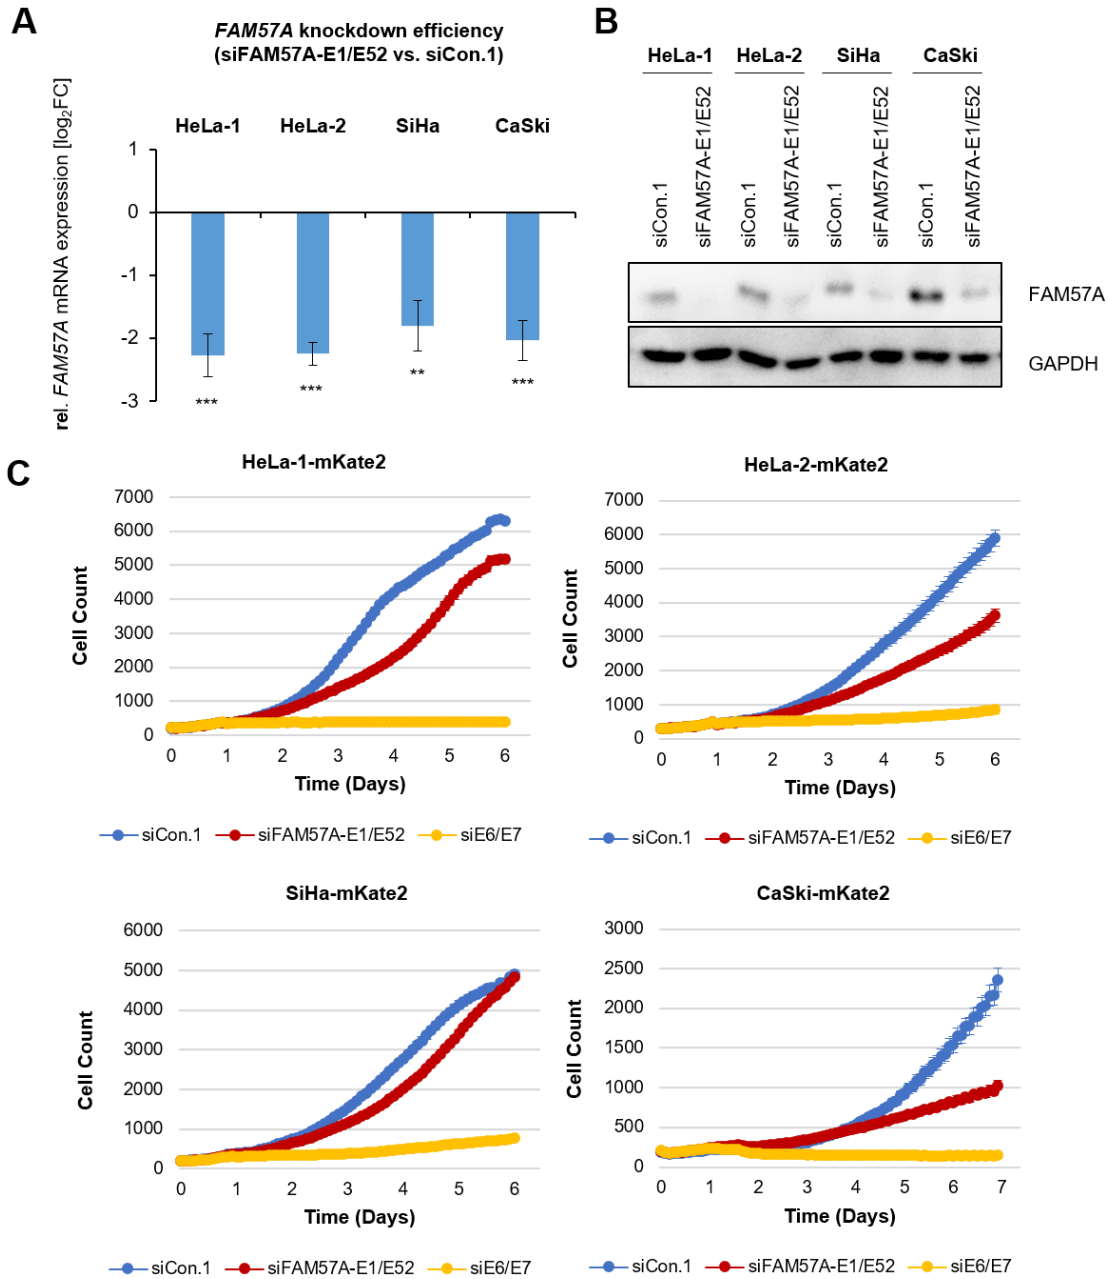 A
FAM57A knockdown efficiency
(siFAM57A-E1/E52 vs. siCon.1)
rel. FAM57A mRNA expression [log2FC]
HeLa-1 HeLa-2 SiHa CaSki
1
0
-1
-2
-3
*** *** ** ***
B
HeLa-1 HeLa-2 SiHa CaSki
siCon.1 siFAM57A-E1/E52 siCon.1 siFAM57A-E1/E52 siCon.1 siFAM57A-E1/E52 siCon.1 siFAM57A-E1/E52
FAM57A
GAPDH
C
HeLa-1-mKate2
Cell Count
7000
6000
5000
4000
3000
2000
1000
0
0 1 2 3 4 5 6
Time (Days)
siCon.1 siFAM57A-E1/E52 siE6/E7
HeLa-2-mKate2
Cell Count
7000
6000
5000
4000
3000
2000
1000
0
0 1 2 3 4 5 6
Time (Days)
siCon.1 siFAM57A-E1/E52 siE6/E7
SiHa-mKate2
Cell Count
6000
5000
4000
3000
2000
1000
0
0 1 2 3 4 5 6
Time (Days)
siCon.1 siFAM57A-E1/E52 siE6/E7
CaSki-mKate2
Cell Count
3000
2500
2000
1500
1000
500
0
0 1 2 3 4 5 6 7
Time (Days)
siCon.1 siFAM57A-E1/E52 siE6/E7